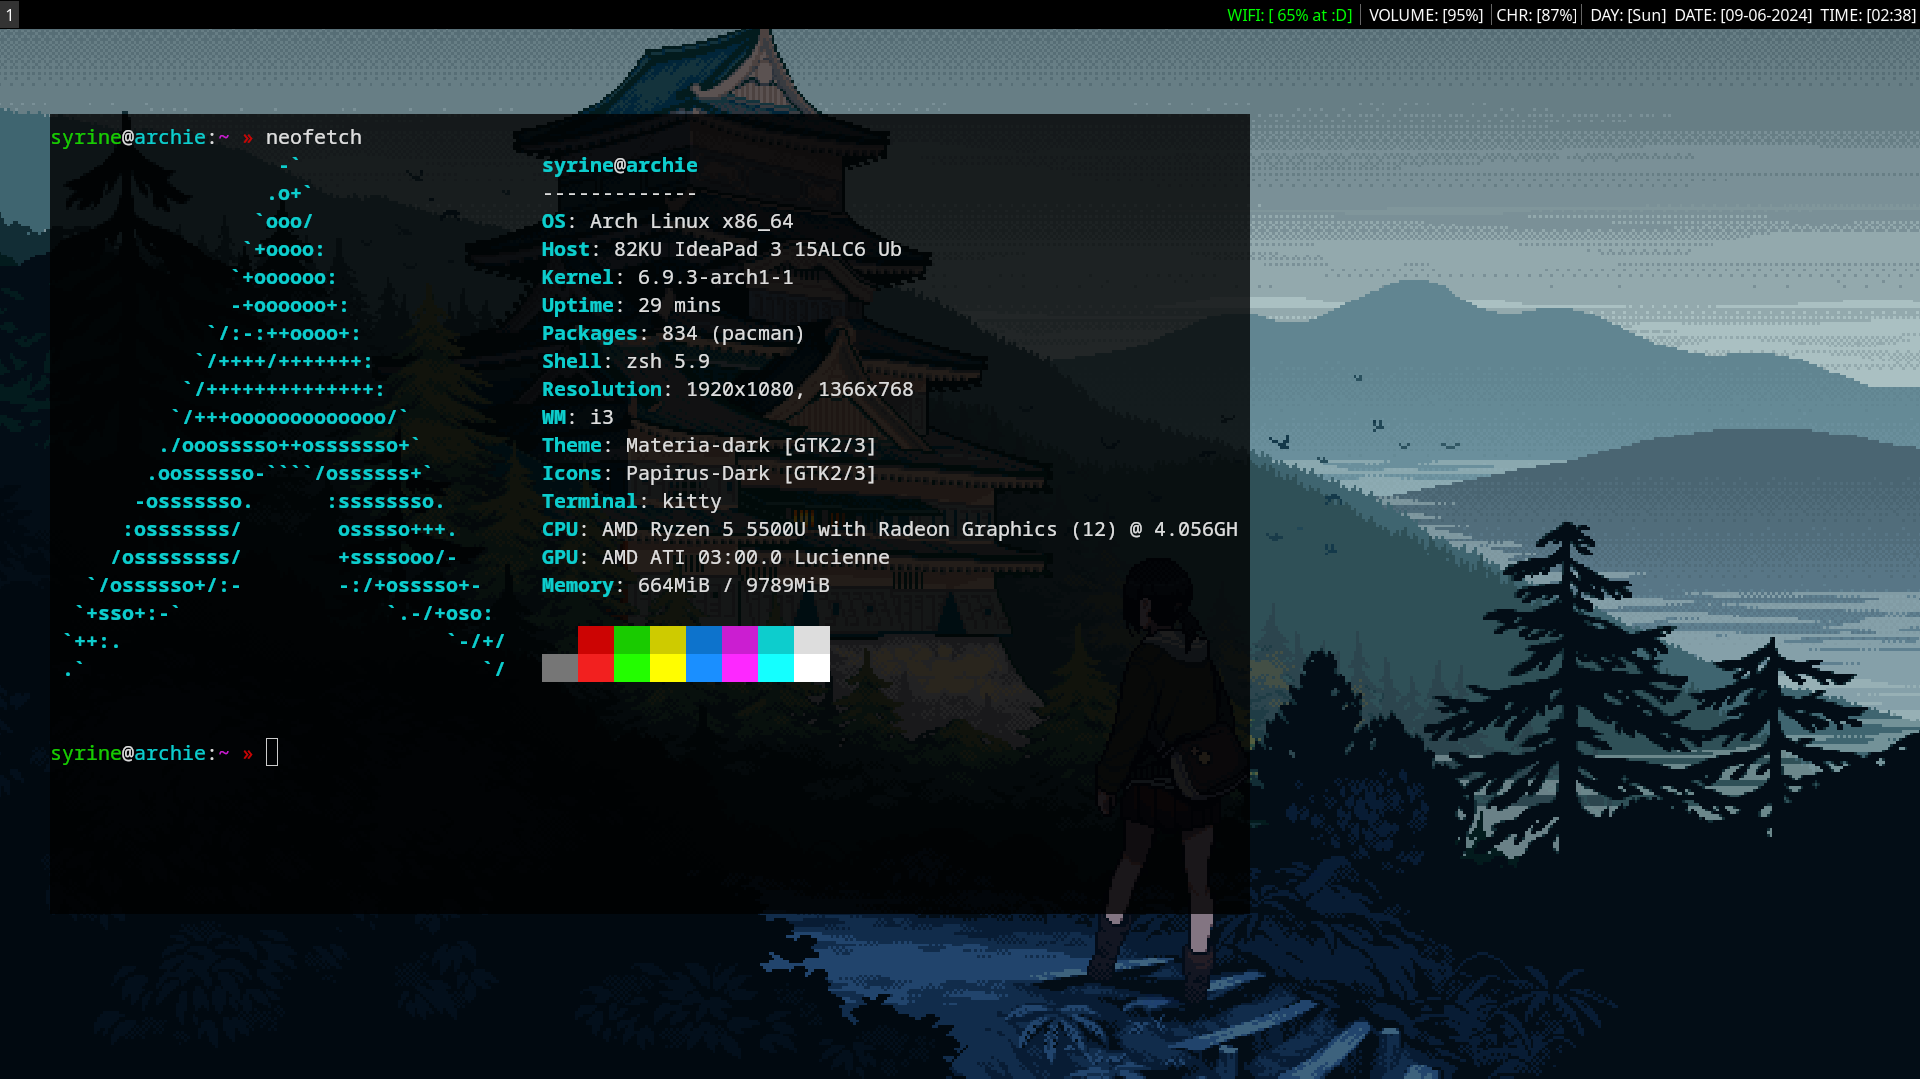 1 WIFI: [ 65% at :D] VOLUME: [95%] CHR: [87%] DAY: [Sun] DATE: [09-06-2024] TIME: [02:38]
syrine@archie:~ » neofetch
-` syrine@archie
.o+` -------------
`ooo/ OS: Arch Linux x86_64
`+oooo: Host: 82KU IdeaPad 3 15ALC6 Ub
`+oooooo: Kernel: 6.9.3-arch1-1
-+oooooo+: Uptime: 29 mins
`/:-:++oooo+: Packages: 834 (pacman)
`/++++/+++++++: Shell: zsh 5.9
`/++++++++++++++: Resolution: 1920x1080, 1366x768
`/+++ooooooooooooo/` WM: i3
./ooosssso++osssssso+` Theme: Materia-dark [GTK2/3]
.oossssso-````/ossssss+` Icons: Papirus-Dark [GTK2/3]
-osssssso. :ssssssso. Terminal: kitty
:osssssss/ osssso+++. CPU: AMD Ryzen 5 5500U with Radeon Graphics (12) @ 4.056GH
/ossssssss/ +ssssooo/- GPU: AMD ATI 03:00.0 Lucienne
`/ossssso+/:- -:/+osssso+- Memory: 664MiB / 9789MiB
`+sso+:-` `.-/+oso:
`++:. `-/+/
.` `/
syrine@archie:~ »